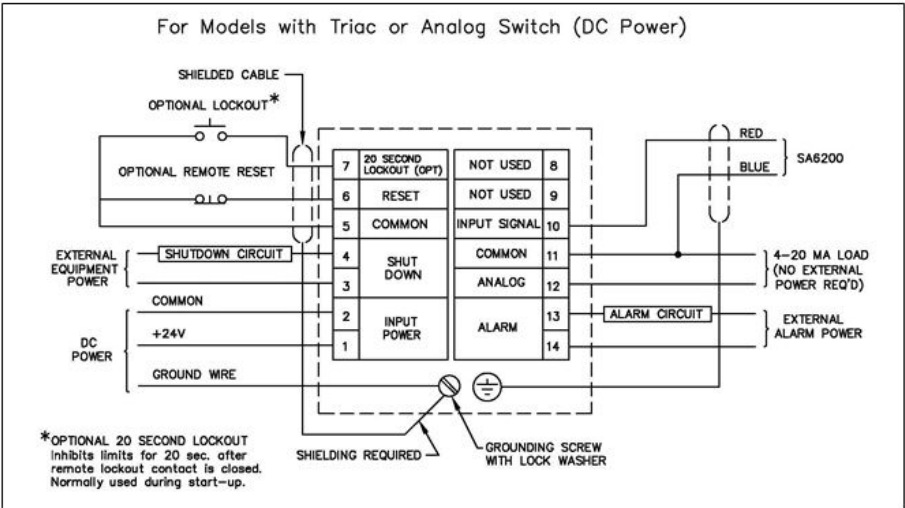 For Models with Triac or Analog Switch (DC Power)
SHIELDED CABLE
OPTIONAL LOCKOUT*
OPTIONAL REMOTE RESET
7
20 SECOND
LOCKOUT (OPT)
6
RESET
5
COMMON
4
SHUT
DOWN
3
2
INPUT
POWER
1
NOT USED
8
NOT USED
9
INPUT SIGNAL
10
COMMON
11
ANALOG
12
ALARM
13
14
RED
BLUE
SA6200
EXTERNAL
EQUIPMENT
POWER
SHUTDOWN CIRCUIT
COMMON
+24V
DC
POWER
GROUND WIRE
4-20 MA LOAD
(NO EXTERNAL
POWER REQ'D)
ALARM CIRCUIT
EXTERNAL
ALARM POWER
*OPTIONAL 20 SECOND LOCKOUT
Inhibits limits for 20 sec. after
remote lockout contact is closed.
Normally used during start-up.
SHIELDING REQUIRED
GROUNDING SCREW
WITH LOCK WASHER